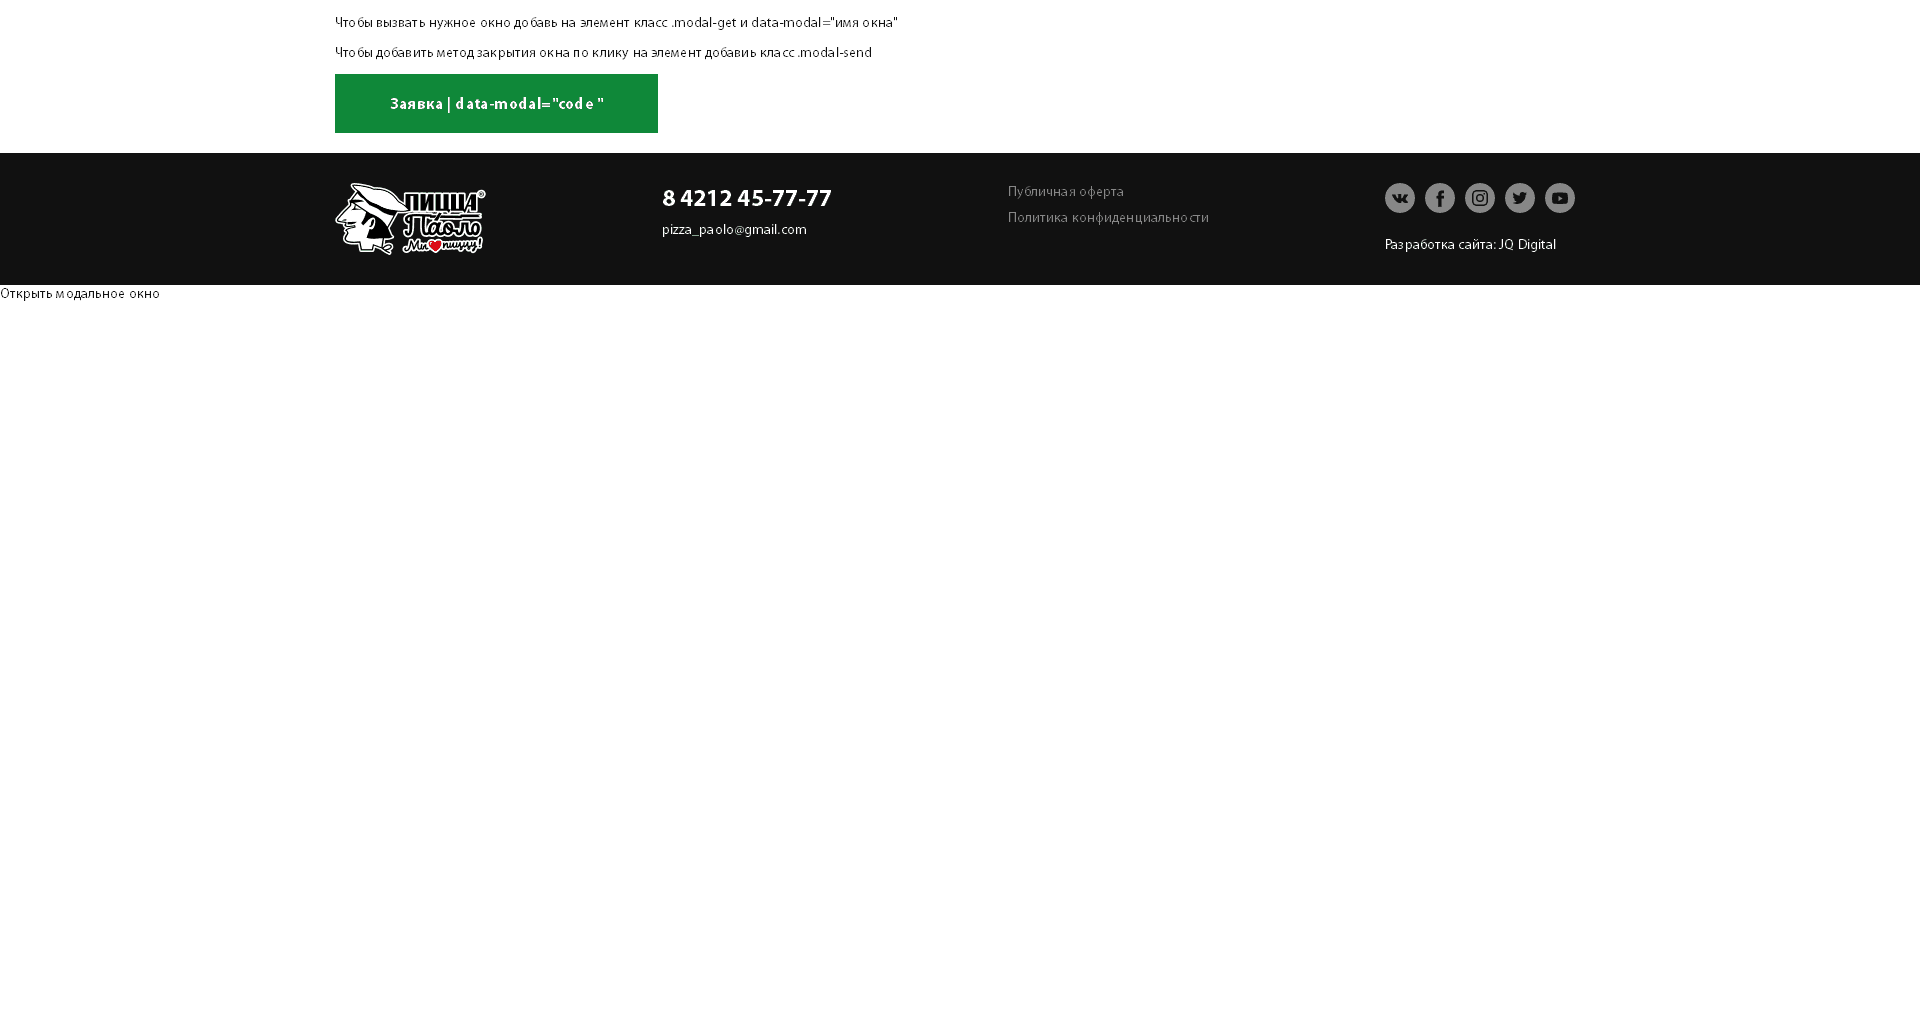 Чтобы вызвать нужное окно добавь на элемент класс .modal-get и data-modal="имя окна"
Чтобы добавить метод закрытия окна по клику на элемент добавиь класс .modal-send
Заявка | data-modal="code "
ПИЦЦА®
Паоло
Мы пиццу!
8 4212 45-77-77
pizza_paolo@gmail.com
Публичная оферта
Политика конфиденциальности
Разработка сайта: JQ Digital
Открыть модальное окно